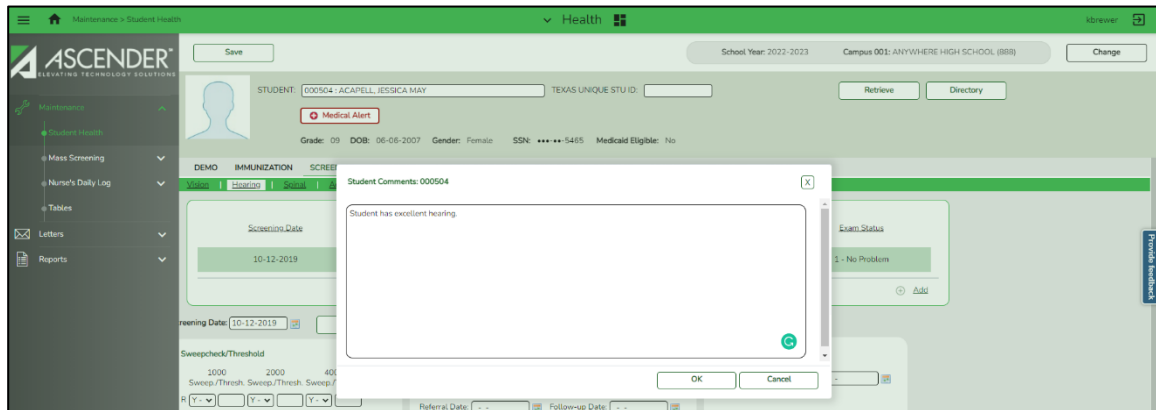 Maintenance > Student Health
Health
kbrewer
ASCENDER
ELEVATING TECHNOLOGY SOLUTIONS
Save
School Year: 2022-2023 Campus 001: ANYWHERE HIGH SCHOOL (888)
Change
STUDENT: 000504 : ACAPELL, JESSICA MAY TEXAS UNIQUE STU ID:
Retrieve Directory
Medical Alert
Grade: 09 DOB: 06-06-2007 Gender: Female SSN: •••-••-5465 Medicaid Eligible: No
Maintenance
Student Health
Mass Screening
Nurse's Daily Log
Tables
Letters
Reports
DEMO IMMUNIZATION SCREE
Vision | Hearing | Spinal | A
Student Comments: 000504 X
Student has excellent hearing.
OK Cancel
Screening Date Exam Status
10-12-2019 1 - No Problem
Add
reening Date: 10-12-2019
Sweepcheck/Threshold
1000 2000 400
Sweep./Thresh. Sweep./Thresh. Sweep./
R Y - Y - Y -
Referral Date: - - Follow-up Date: - -
Provide feedback